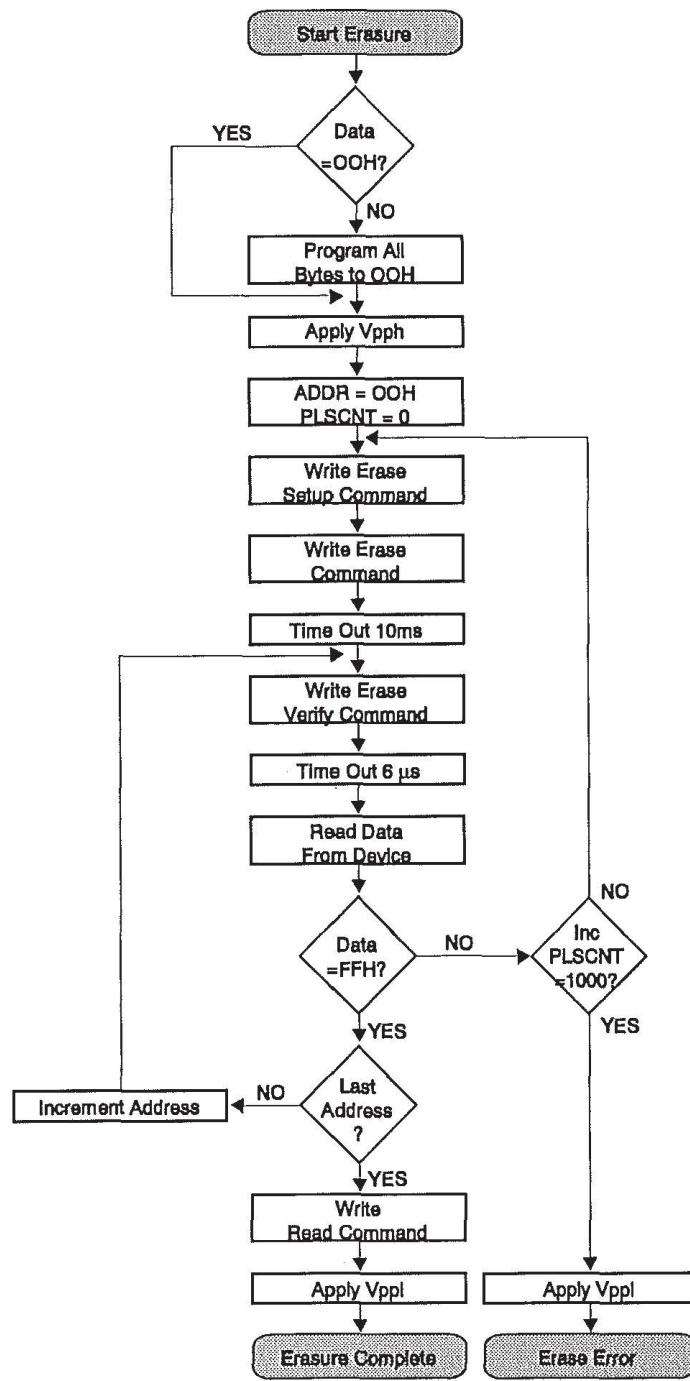 Start Erasure
YES
Data
=OOH?
NO
Program All
Bytes to OOH
Apply Vpph
ADDR = OOH
PLSCNT = 0
Write Erase
Setup Command
Write Erase
Command
Time Out 10ms
Write Erase
Verify Command
Time Out 6 µs
Read Data
From Device
Data
=FFH?
NO
Inc
PLSCNT
=1000?
NO
YES
YES
Last
Address
?
NO
Increment Address
YES
Write
Read Command
Apply Vppl
Apply Vppl
Erasure Complete
Erase Error